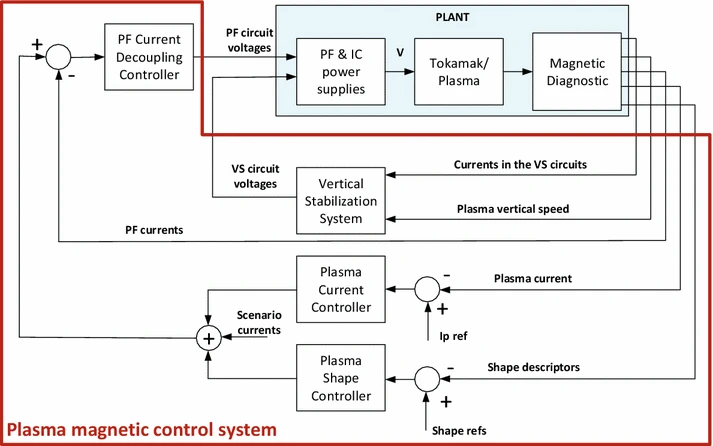 PLANT
PF Current
Decoupling
Controller
PF circuit
voltages
PF & IC
power
supplies
V
Tokamak/
Plasma
Magnetic
Diagnostic
+
-
VS circuit
voltages
Vertical
Stabilization
System
Currents in the VS circuits
Plasma vertical speed
PF currents
Plasma
Current
Controller
-
+
Plasma current
Ip ref
Scenario
currents
+
Plasma
Shape
Controller
-
+
Shape descriptors
Shape refs
Plasma magnetic control system